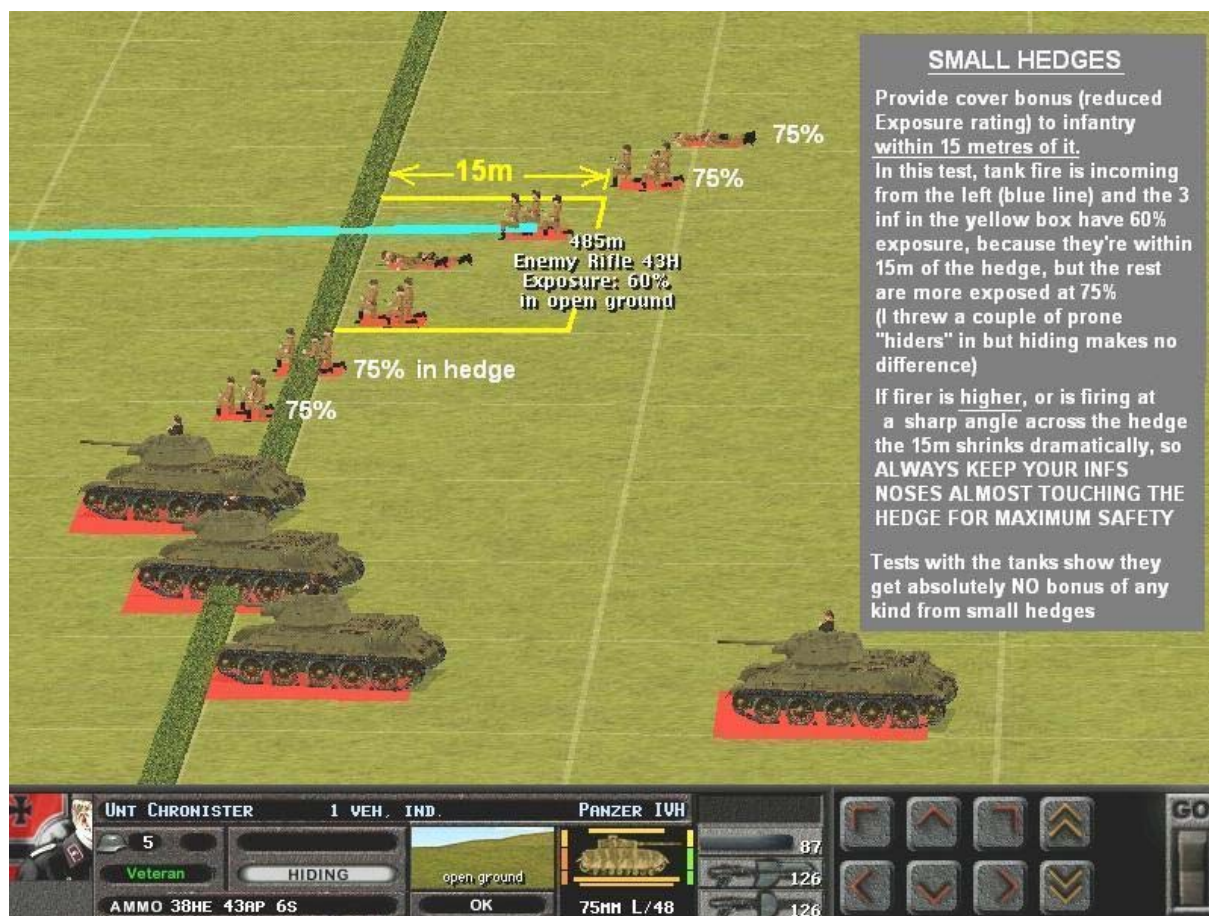 SMALL HEDGES
Provide cover bonus (reduced
Exposure rating) to infantry
within 15 metres of it.
In this test, tank fire is incoming
from the left (blue line) and the 3
inf in the yellow box have 60%
exposure, because they're within
15m of the hedge, but the rest
are more exposed at 75%
(I threw a couple of prone
"hiders" in but hiding makes no
difference)
If firer is higher, or is firing at
a sharp angle across the hedge
the 15m shrinks dramatically, so
ALWAYS KEEP YOUR INFS
NOSES ALMOST TOUCHING THE
HEDGE FOR MAXIMUM SAFETY
Tests with the tanks show they
get absolutely NO bonus of any
kind from small hedges
75%
15m
75%
485m
Enemy Rifle 43H
Exposure: 60%
in open ground
75% in hedge
75%
UNT CHRONISTER 1 VEH, IND. PANZER IVH
5
87
Veteran
HIDING
open ground
126
AMMO 38HE 43AP 6S
OK
75MM L/48
126
GO